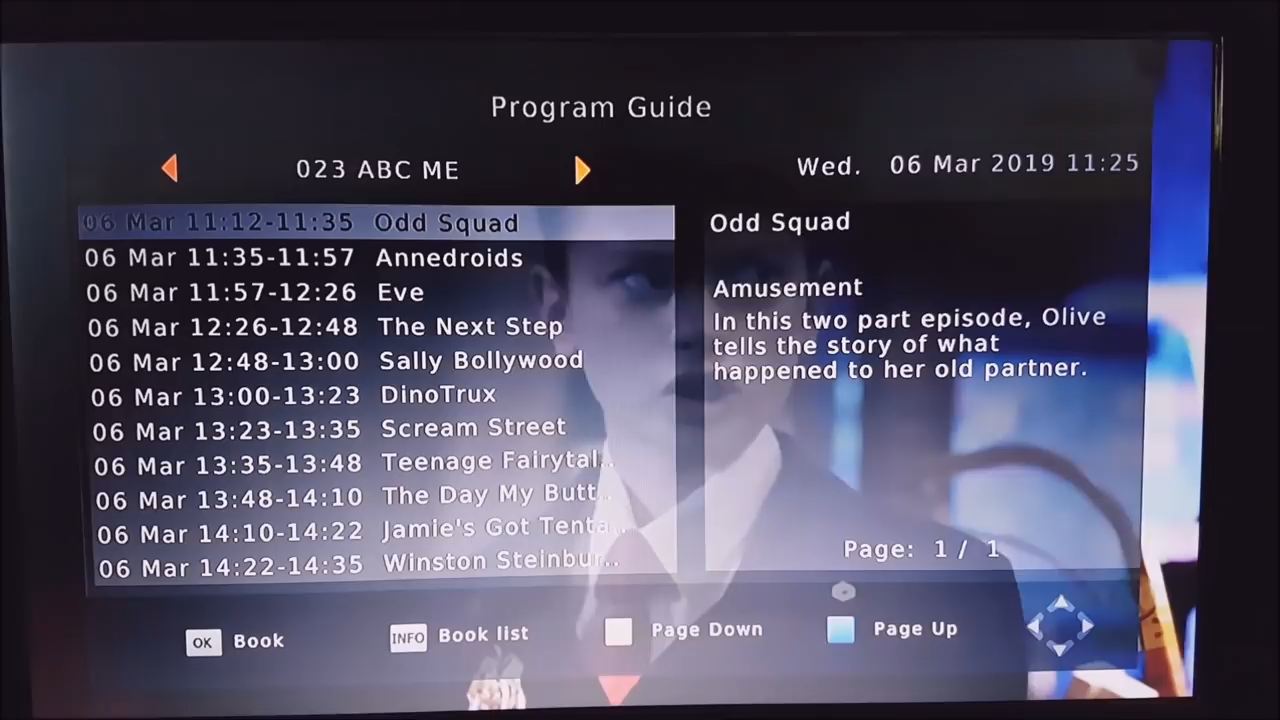 Program Guide
023 ABC ME
Wed. 06 Mar 2019 11:25
06 Mar 11:12-11:35 Odd Squad
06 Mar 11:35-11:57 Annedroids
06 Mar 11:57-12:26 Eve
06 Mar 12:26-12:48 The Next Step
06 Mar 12:48-13:00 Sally Bollywood
06 Mar 13:00-13:23 DinoTrux
06 Mar 13:23-13:35 Scream Street
06 Mar 13:35-13:48 Teenage Fairytal...
06 Mar 13:48-14:10 The Day My Butt...
06 Mar 14:10-14:22 Jamie's Got Tenta...
06 Mar 14:22-14:35 Winston Steinbur...
Odd Squad
Amusement
In this two part episode, Olive
tells the story of what
happened to her old partner.
Page: 1 / 1
OK Book
INFO Book list
Page Down
Page Up